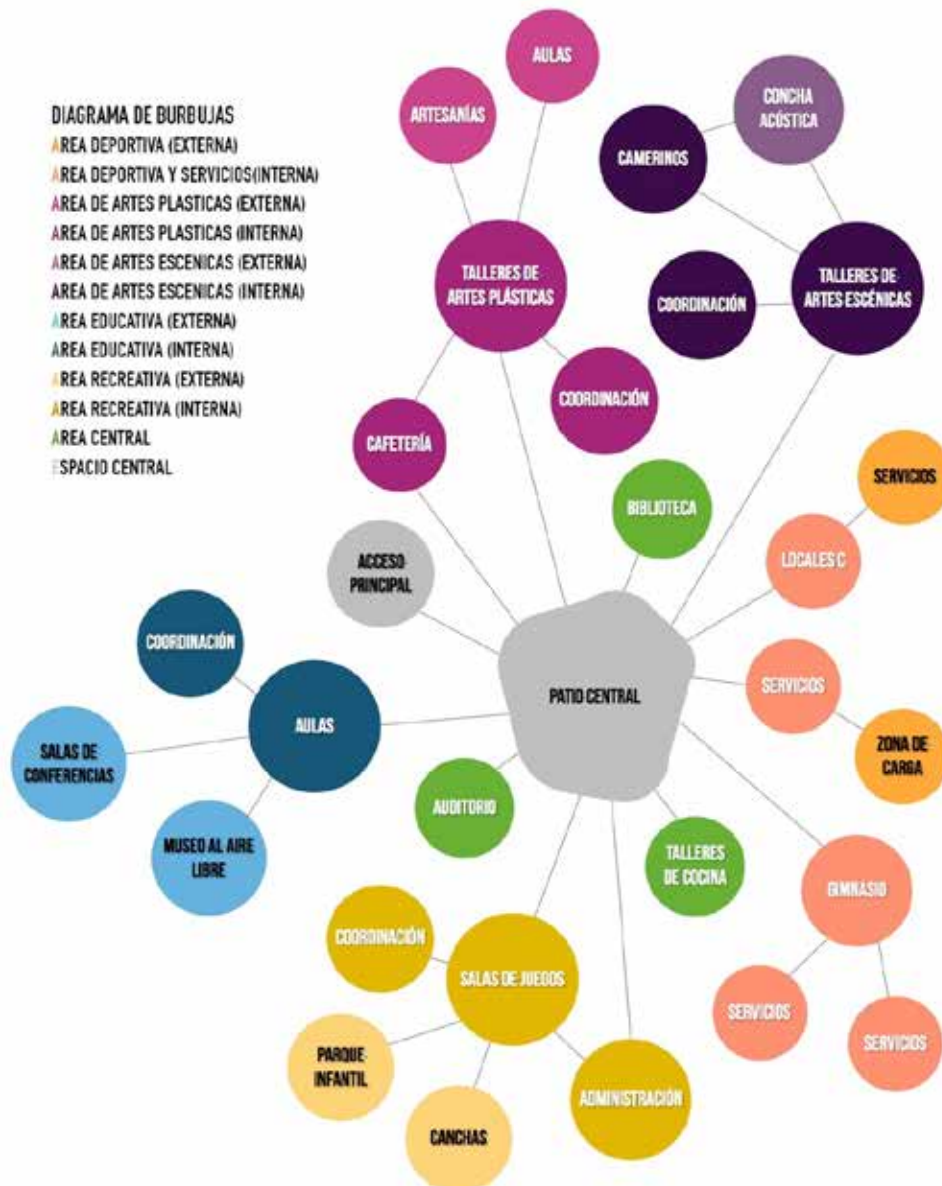 DIAGRAMA DE BURBUJAS
AREA DEPORTIVA (EXTERNA)
AREA DEPORTIVA Y SERVICIOS(INTERNA)
AREA DE ARTES PLASTICAS (EXTERNA)
AREA DE ARTES PLASTICAS (INTERNA)
AREA DE ARTES ESCENICAS (EXTERNA)
AREA DE ARTES ESCENICAS (INTERNA)
AREA EDUCATIVA (EXTERNA)
AREA EDUCATIVA (INTERNA)
AREA RECREATIVA (EXTERNA)
AREA RECREATIVA (INTERNA)
AREA CENTRAL
ESPACIO CENTRAL
AULAS
ARTESANÍAS
CONCHA
ACÚSTICA
CAMERINOS
TALLERES DE
ARTES PLÁSTICAS
COORDINACIÓN
TALLERES DE
ARTES ESCÉNICAS
COORDINACIÓN
CAFETERÍA
BIBLIOTECA
SERVICIOS
LOCALES C
ACCESO
PRINCIPAL
COORDINACIÓN
AULAS
PATIO CENTRAL
SERVICIOS
SALAS DE
CONFERENCIAS
ZONA DE
CARGA
AUDITORIO
MUSEO AL AIRE
LIBRE
TALLERES
DE COCINA
GIMNASIO
COORDINACIÓN
SALAS DE JUEGOS
SERVICIOS
SERVICIOS
PARQUE
INFANTIL
ADMINISTRACIÓN
CANCHAS